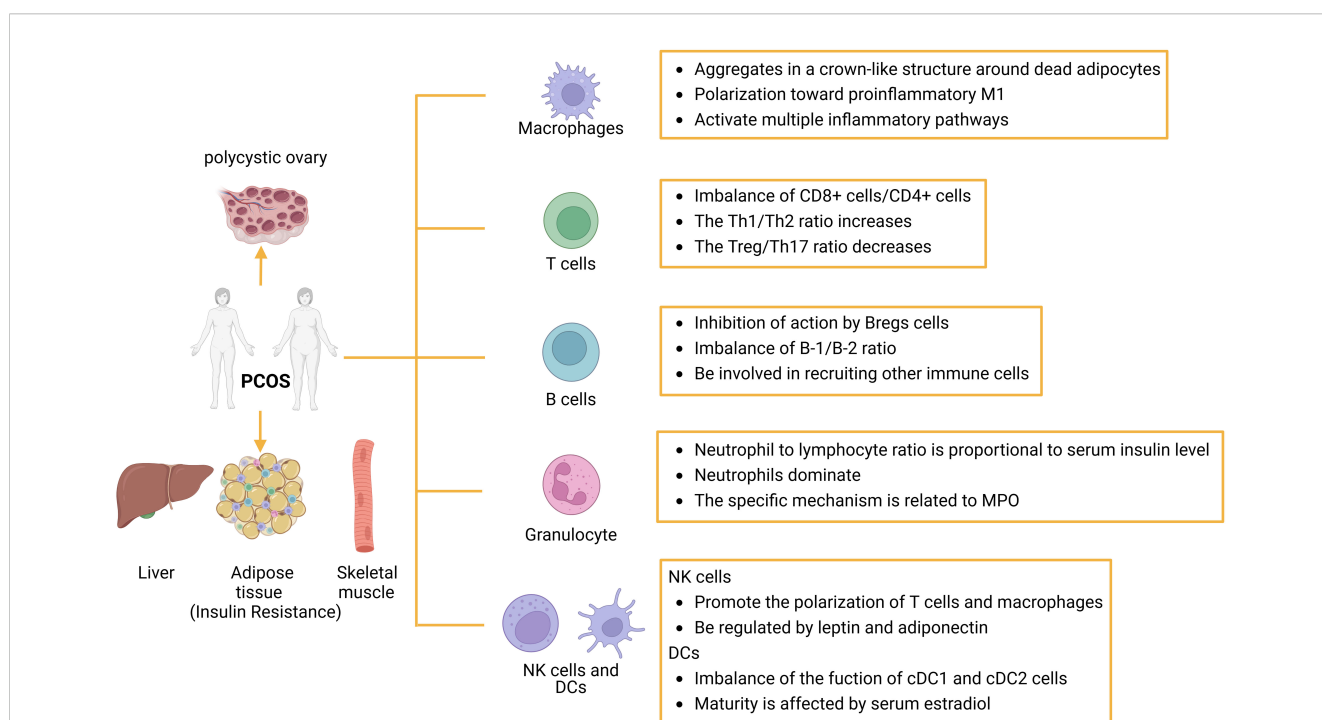 polycystic ovary
PCOS
Liver
Adipose
tissue
(Insulin Resistance)
Skeletal
muscle
Macrophages
• Aggregates in a crown-like structure around dead adipocytes
• Polarization toward proinflammatory M1
• Activate multiple inflammatory pathways
T cells
• Imbalance of CD8+ cells/CD4+ cells
• The Th1/Th2 ratio increases
• The Treg/Th17 ratio decreases
B cells
• Inhibition of action by Bregs cells
• Imbalance of B-1/B-2 ratio
• Be involved in recruiting other immune cells
Granulocyte
• Neutrophil to lymphocyte ratio is proportional to serum insulin level
• Neutrophils dominate
• The specific mechanism is related to MPO
NK cells and
DCs
NK cells
• Promote the polarization of T cells and macrophages
• Be regulated by leptin and adiponectin
DCs
• Imbalance of the fuction of cDC1 and cDC2 cells
• Maturity is affected by serum estradiol